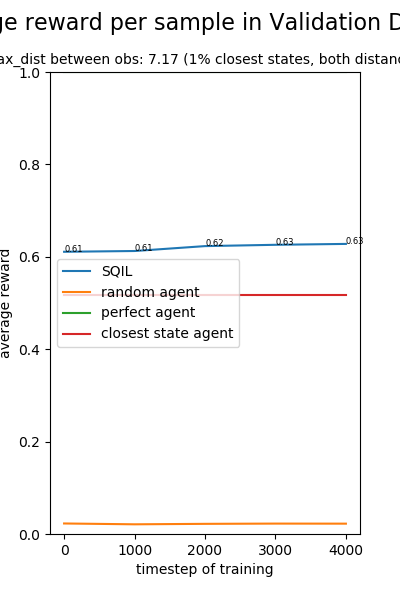 ge reward per sample in Validation D
ax_dist between obs: 7.17 (1% closest states, both distanc
1.0
0.8
0.6
0.4
0.2
0.0
average reward
0.61
0.61
0.62
0.63
0.63
SQIL
random agent
perfect agent
closest state agent
0
1000
2000
3000
4000
timestep of training